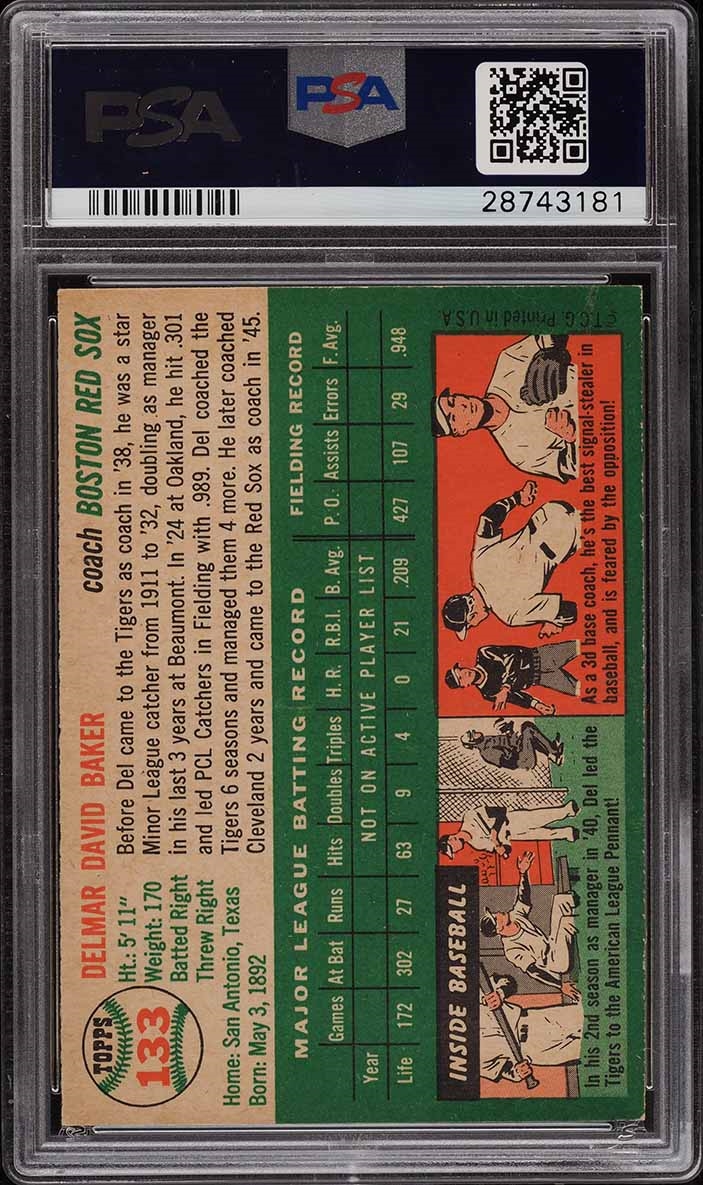 PSA
PSA
28743181
TOPPS
133
DELMAR DAVID BAKER
coach BOSTON RED SOX
Ht.: 5' 11"
Weight: 170
Batted Right
Threw Right
Home: San Antonio, Texas
Born: May 3, 1892
Before Del came to the Tigers as coach in '38, he was a star
Minor League catcher from 1911 to '32, doubling as manager
in his last 3 years at Beaumont. In '24 at Oakland, he hit .301
and led PCL Catchers in Fielding with .989. Del coached the
Tigers 6 seasons and managed them 4 more. He later coached
Cleveland 2 years and came to the Red Sox as coach in '45.
MAJOR LEAGUE BATTING RECORD FIELDING RECORD
Games At Bat Runs Hits Doubles Triples H. R. R.B.I. B. Avg. P. O. Assists Errors F. Avg.
Year NOT ON ACTIVE PLAYER LIST
Life 172 302 27 63 9 4 0 21 .209 427 107 29 .948
INSIDE BASEBALL
In his 2nd season as manager in '40, Del led the
Tigers to the American League Pennant!
As a 3d base coach, he's the best signal-stealer in
baseball, and is feared by the opposition!
©T.C.G. Printed in U.S.A.